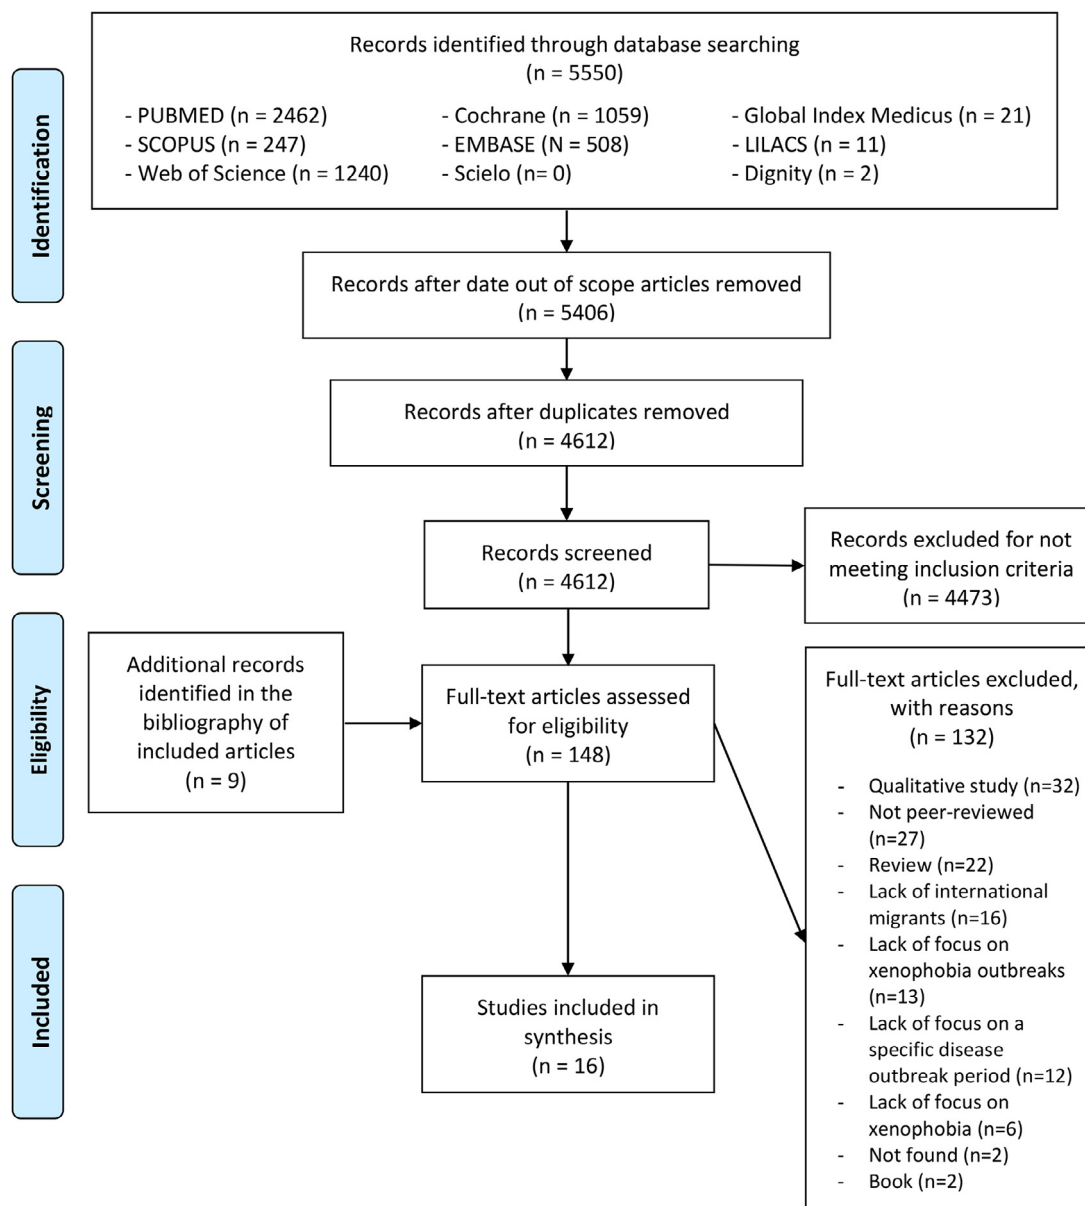 Identification
Records identified through database searching
(n = 5550)
- PUBMED (n = 2462)
- SCOPUS (n = 247)
- Web of Science (n = 1240)
- Cochrane (n = 1059)
- EMBASE (N = 508)
- Scielo (n= 0)
- Global Index Medicus (n = 21)
- LILACS (n = 11)
- Dignity (n = 2)
Records after date out of scope articles removed
(n = 5406)
Screening
Records after duplicates removed
(n = 4612)
Records screened
(n = 4612)
Records excluded for not
meeting inclusion criteria
(n = 4473)
Eligibility
Additional records
identified in the
bibliography of
included articles
(n = 9)
Full-text articles assessed
for eligibility
(n = 148)
Full-text articles excluded,
with reasons
(n = 132)
- Qualitative study (n=32)
- Not peer-reviewed
(n=27)
- Review (n=22)
- Lack of international
migrants (n=16)
- Lack of focus on
xenophobia outbreaks
(n=13)
- Lack of focus on a
specific disease
outbreak period (n=12)
- Lack of focus on
xenophobia (n=6)
- Not found (n=2)
- Book (n=2)
Included
Studies included in
synthesis
(n = 16)